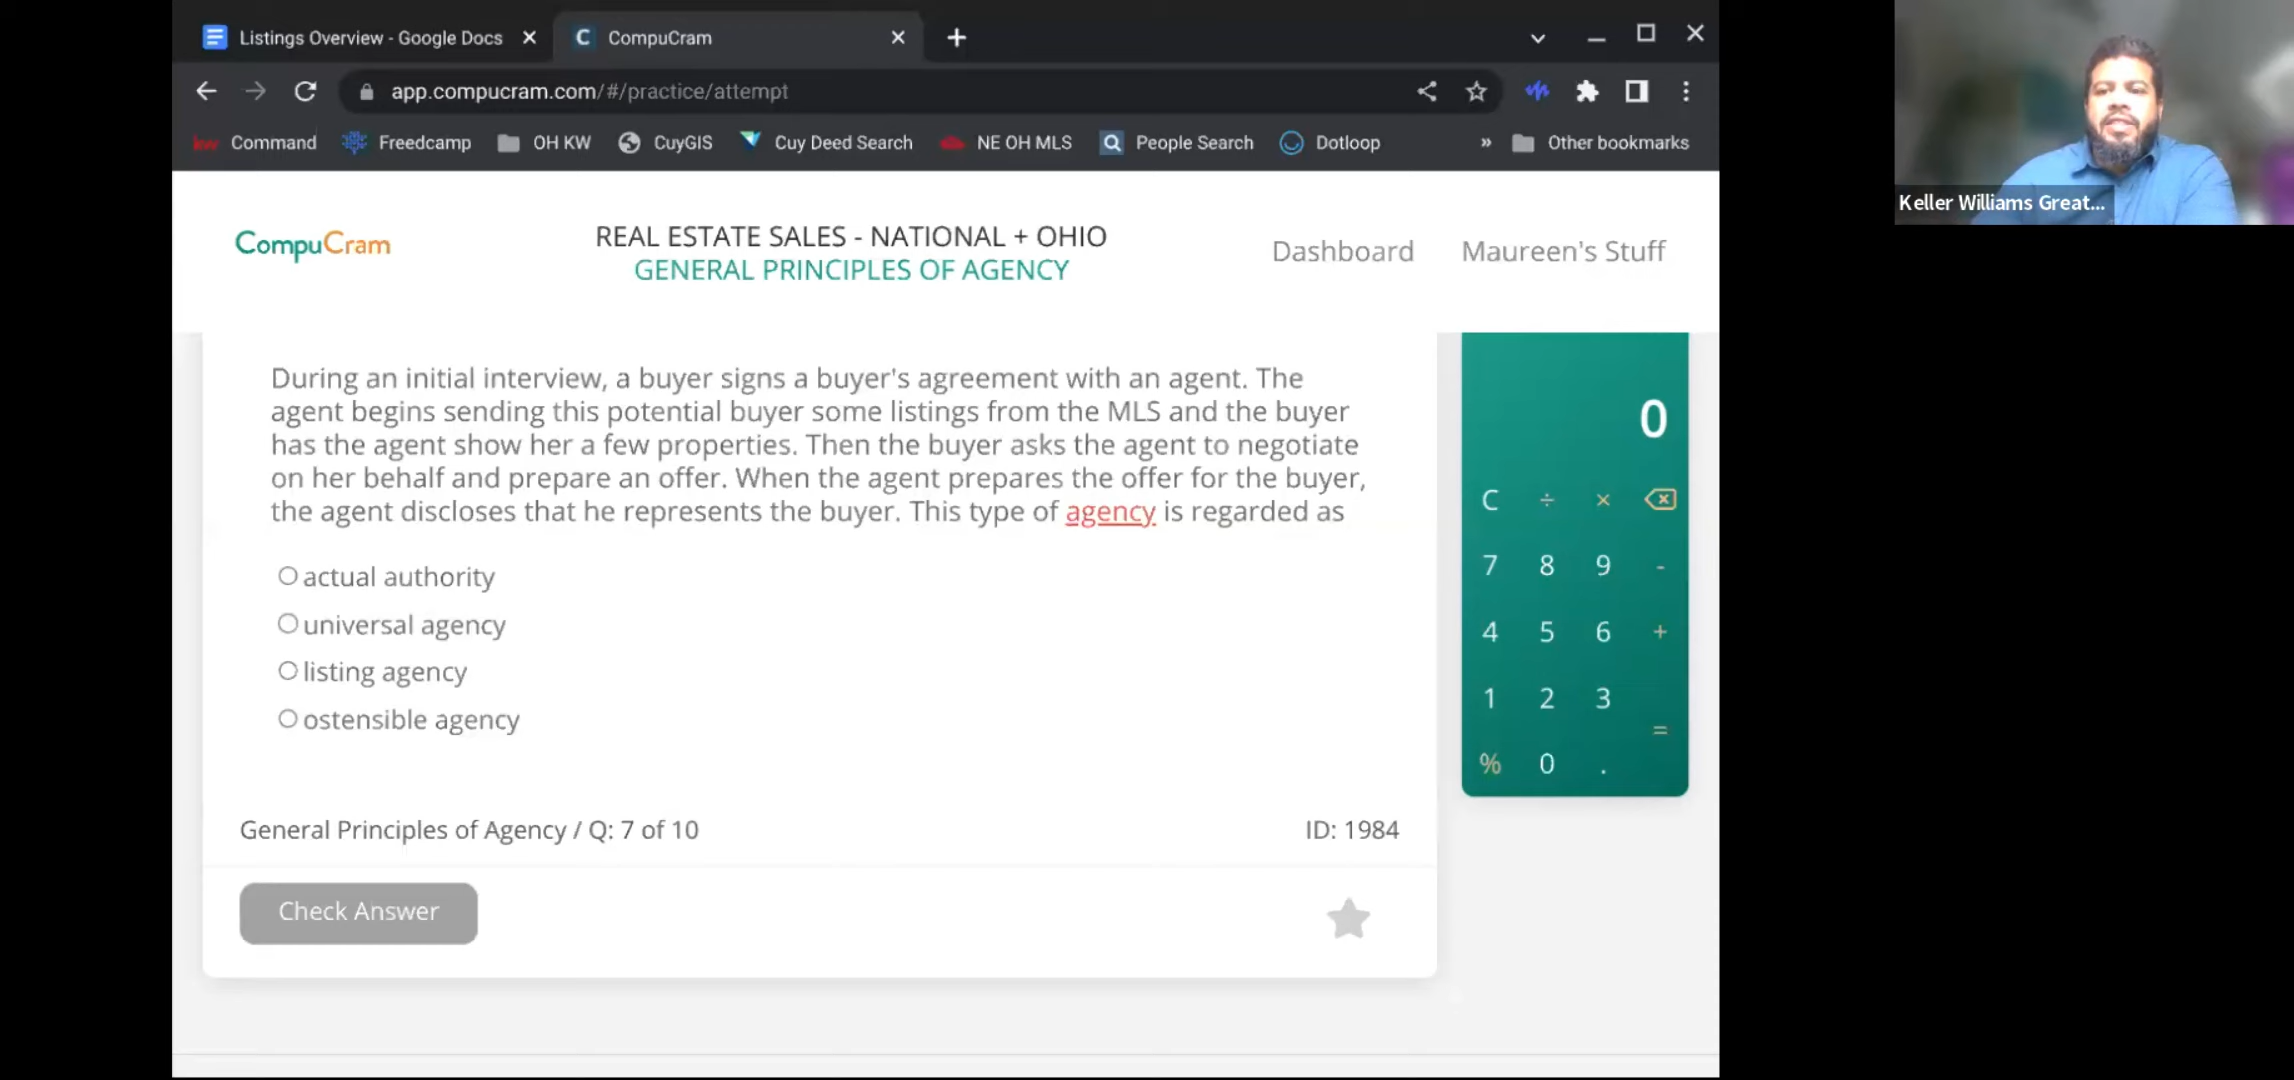 Listings Overview - Google Docs
CompuCram
app.compucram.com/#/practice/attempt
kw Command Freedcamp OH KW CuyGIS Cuy Deed Search NE OH MLS People Search Dotloop » Other bookmarks
Keller Williams Great...
CompuCram
REAL ESTATE SALES - NATIONAL + OHIO
GENERAL PRINCIPLES OF AGENCY
Dashboard Maureen's Stuff
During an initial interview, a buyer signs a buyer's agreement with an agent. The
agent begins sending this potential buyer some listings from the MLS and the buyer
has the agent show her a few properties. Then the buyer asks the agent to negotiate
on her behalf and prepare an offer. When the agent prepares the offer for the buyer,
the agent discloses that he represents the buyer. This type of agency is regarded as
actual authority
universal agency
listing agency
ostensible agency
General Principles of Agency / Q: 7 of 10
ID: 1984
Check Answer
0
C ÷ ×
7 8 9 -
4 5 6 +
1 2 3
=
% 0 .